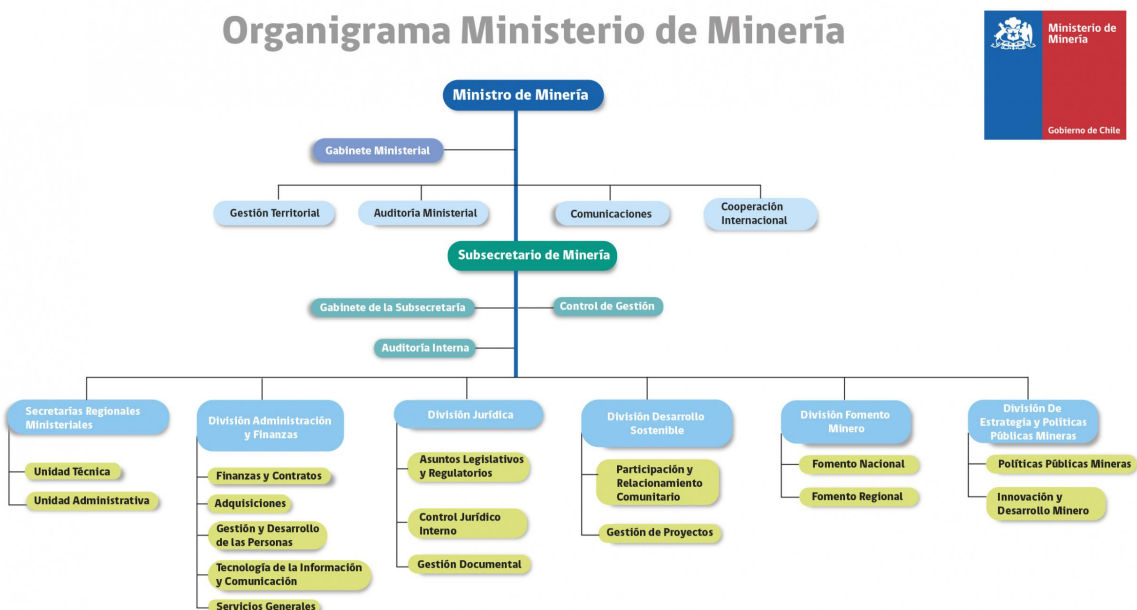 Organigrama Ministerio de Minería
Ministerio de
Minería
Gobierno de Chile
Ministro de Minería
Gabinete Ministerial
Gestión Territorial
Auditoría Ministerial
Comunicaciones
Cooperación
Internacional
Subsecretario de Minería
Gabinete de la Subsecretaría
Control de Gestión
Auditoría Interna
Secretarías Regionales
Ministeriales
Unidad Técnica
Unidad Administrativa
División Administración
y Finanzas
Finanzas y Contratos
Adquisiciones
Gestión y Desarrollo
de las Personas
Tecnología de la Información
y Comunicación
Servicios Generales
División Jurídica
Asuntos Legislativos
y Regulatorios
Control Jurídico
Interno
Gestión Documental
División Desarrollo
Sostenible
Participación y
Relacionamiento
Comunitario
Gestión de Proyectos
División Fomento
Minero
Fomento Nacional
Fomento Regional
División De
Estrategia y Políticas
Públicas Mineras
Políticas Públicas Mineras
Innovación y
Desarrollo Minero